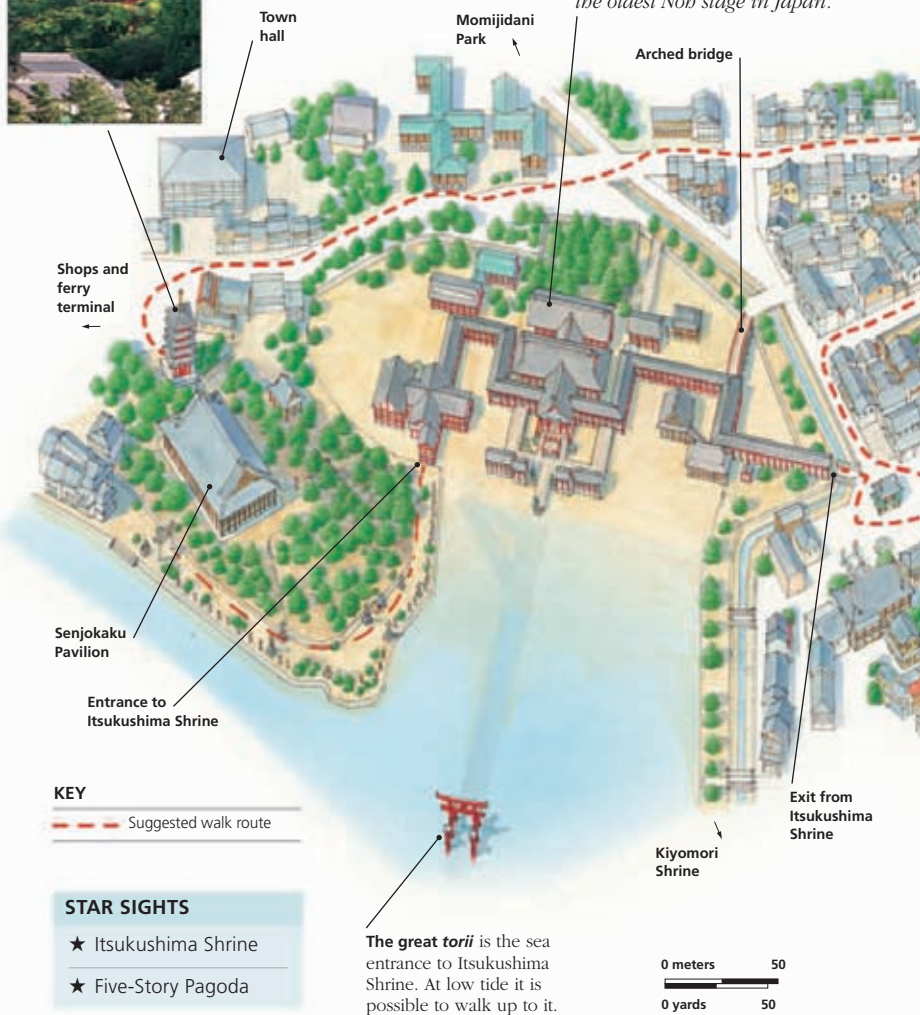 the oldest Noh stage in Japan.
Town
hall
Momijidani
Park
Arched bridge
Shops and
ferry
terminal
Senjokaku
Pavilion
Entrance to
Itsukushima Shrine
KEY
Suggested walk route
Exit from
Itsukushima
Shrine
Kiyomori
Shrine
STAR SIGHTS
★ Itsukushima Shrine
★ Five-Story Pagoda
The great torii is the sea
entrance to Itsukushima
Shrine. At low tide it is
possible to walk up to it.
0 meters 50
0 yards 50